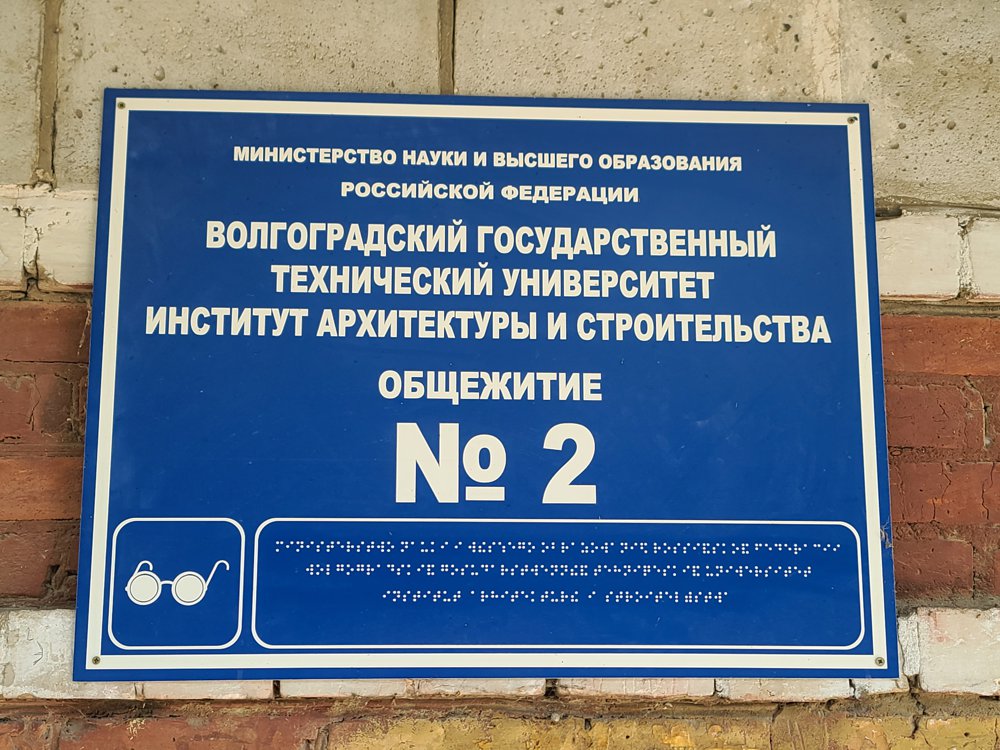 МИНИСТЕРСТВО НАУКИ И ВЫСШЕГО ОБРАЗОВАНИЯ
РОССИЙСКОЙ ФЕДЕРАЦИИ
ВОЛГОГРАДСКИЙ ГОСУДАРСТВЕННЫЙ
ТЕХНИЧЕСКИЙ УНИВЕРСИТЕТ
ИНСТИТУТ АРХИТЕКТУРЫ И СТРОИТЕЛЬСТВА
ОБЩЕЖИТИЕ
№ 2